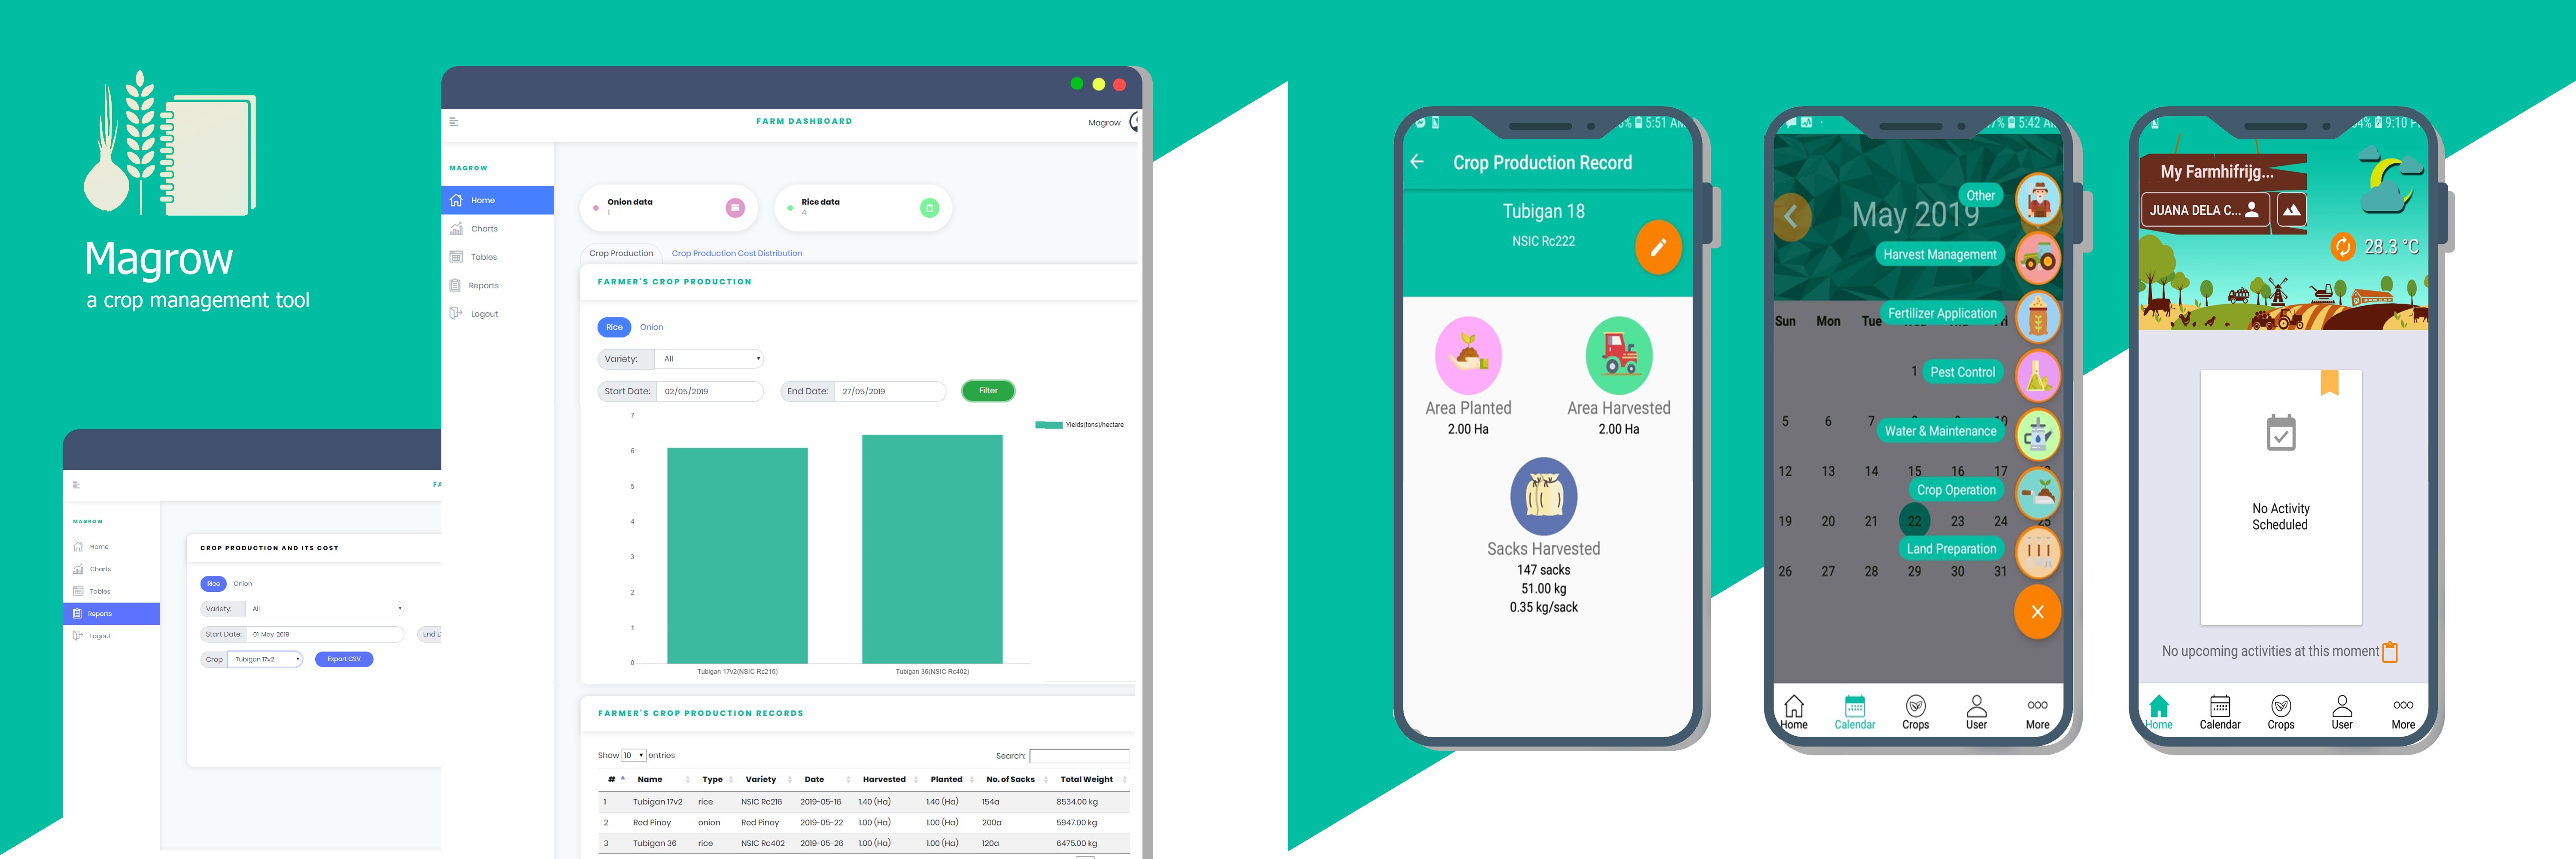 Magrow
a crop management tool
FARM DASHBOARD
Magrow
MAGROW
Home
Charts
Tables
Reports
Logout
Onion data
1
Rice data
4
Crop Production
Crop Production Cost Distribution
FARMER'S CROP PRODUCTION
Rice Onion
Variety: All
Start Date: 02/05/2019 End Date: 27/05/2019 Filter
Yields(tons)/hectare
7
6
5
4
3
2
1
0
Tubigan 17v2(NSIC Rc216) Tubigan 36(NSIC Rc402)
FARMER'S CROP PRODUCTION RECORDS
Show 10 entries Search:
# Name Type Variety Date Harvested Planted No. of Sacks Total Weight
1 Tubigan 17v2 rice NSIC Rc216 2019-05-16 1.40 (Ha) 1.40 (Ha) 154a 8534.00 kg
2 Red Pinoy onion Red Pinoy 2019-05-22 1.00 (Ha) 1.00 (Ha) 200a 5947.00 kg
3 Tubigan 36 rice NSIC Rc402 2019-05-26 1.00 (Ha) 1.00 (Ha) 120a 6475.00 kg
FA
MAGROW
Home
Charts
Tables
Reports
Logout
CROP PRODUCTION AND ITS COST
Rice Onion
Variety: All
Start Date: 01 May 2019 End D
Crop Tubigan 17v2 Export CSV
5:51 AM
Crop Production Record
Tubigan 18
NSIC Rc222
Area Planted
2.00 Ha
Area Harvested
2.00 Ha
Sacks Harvested
147 sacks
51.00 kg
0.35 kg/sack
5:42 AM
May 2019
Other
Harvest Management
Fertilizer Application
Pest Control
Water & Maintenance
Crop Operation
Land Preparation
Sun Mon Tue
1
5 6 7
12 13 14 15 16 17
19 20 21 22 23 24 25
26 27 28 29 30 31
Home Calendar Crops User More
9:10 PM
My Farmhifrijg...
JUANA DELA C...
28.3 °C
No Activity
Scheduled
No upcoming activities at this moment
Home Calendar Crops User More